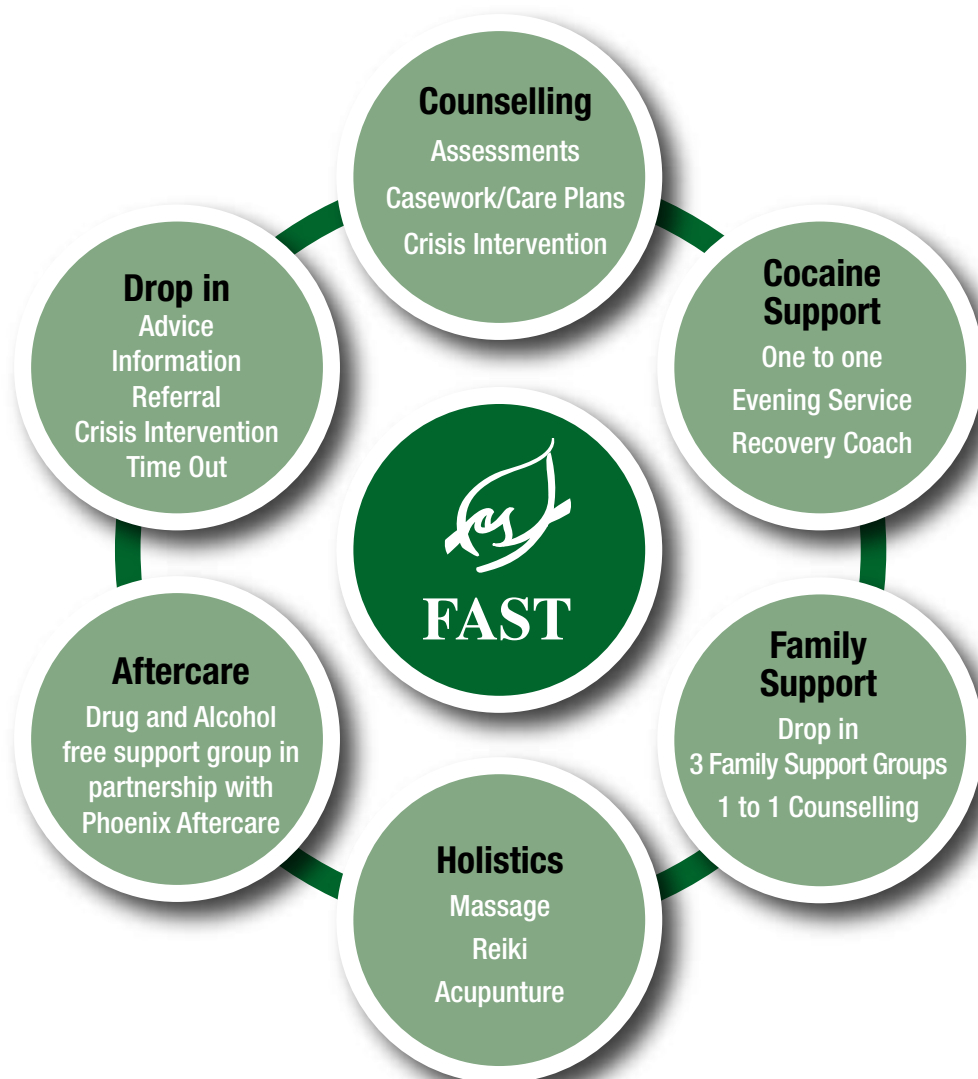 Counselling
Assessments
Casework/Care Plans
Crisis Intervention
Cocaine
Support
One to one
Evening Service
Recovery Coach
Family
Support
Drop in
3 Family Support Groups
1 to 1 Counselling
Holistics
Massage
Reiki
Acupunture
Aftercare
Drug and Alcohol
free support group in
partnership with
Phoenix Aftercare
Drop in
Advice
Information
Referral
Crisis Intervention
Time Out
FAST